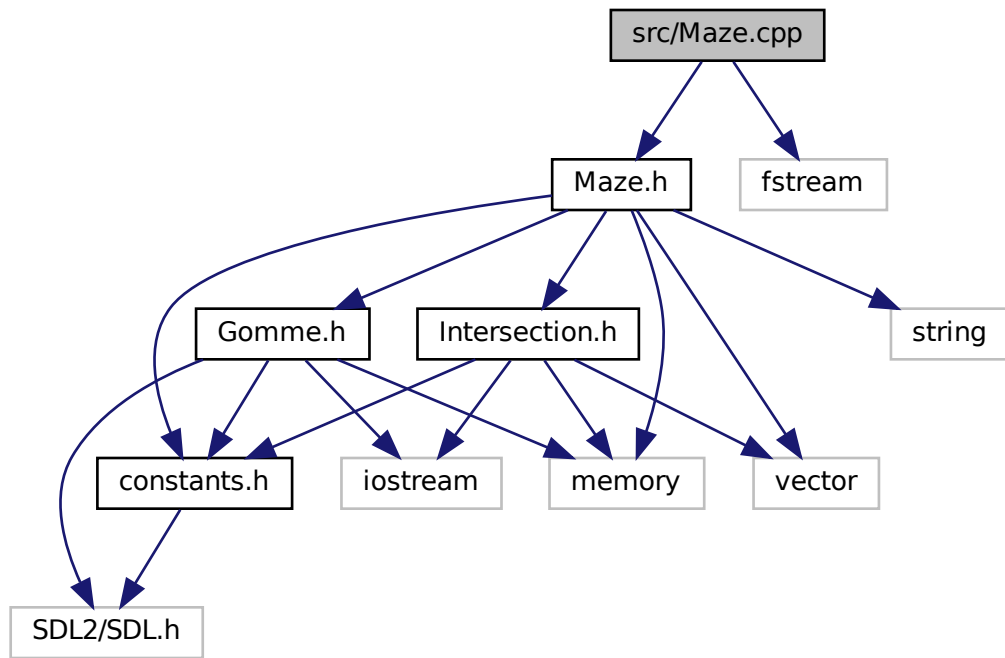 src/Maze.cpp
Maze.h
fstream
Gomme.h
Intersection.h
string
constants.h
iostream
memory
vector
SDL2/SDL.h